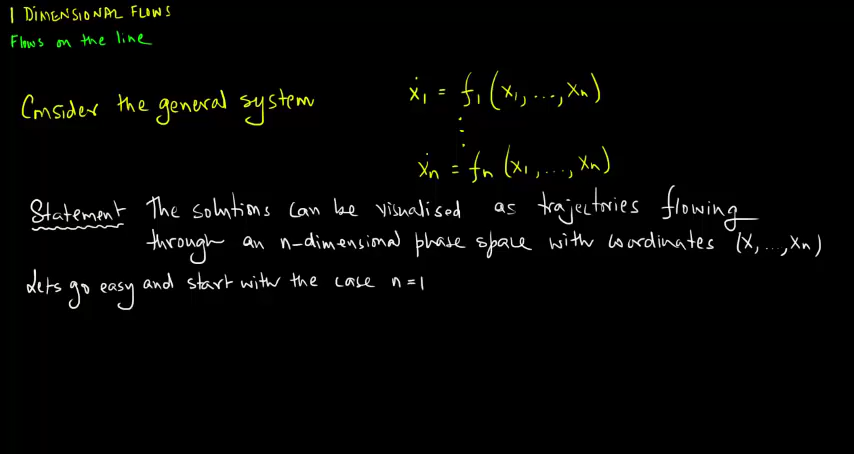 1 DIMENSIONAL FLOWS
Flows on the line
Consider the general system
ẋ₁ = f₁(x₁, ..., xₙ)
⋮
ẋₙ = fₙ(x₁, ..., xₙ)
Statement The solutions can be visualised as trajectories flowing
through an n-dimensional phase space with coordinates (x, ..., xₙ)
Lets go easy and start with the case n=1